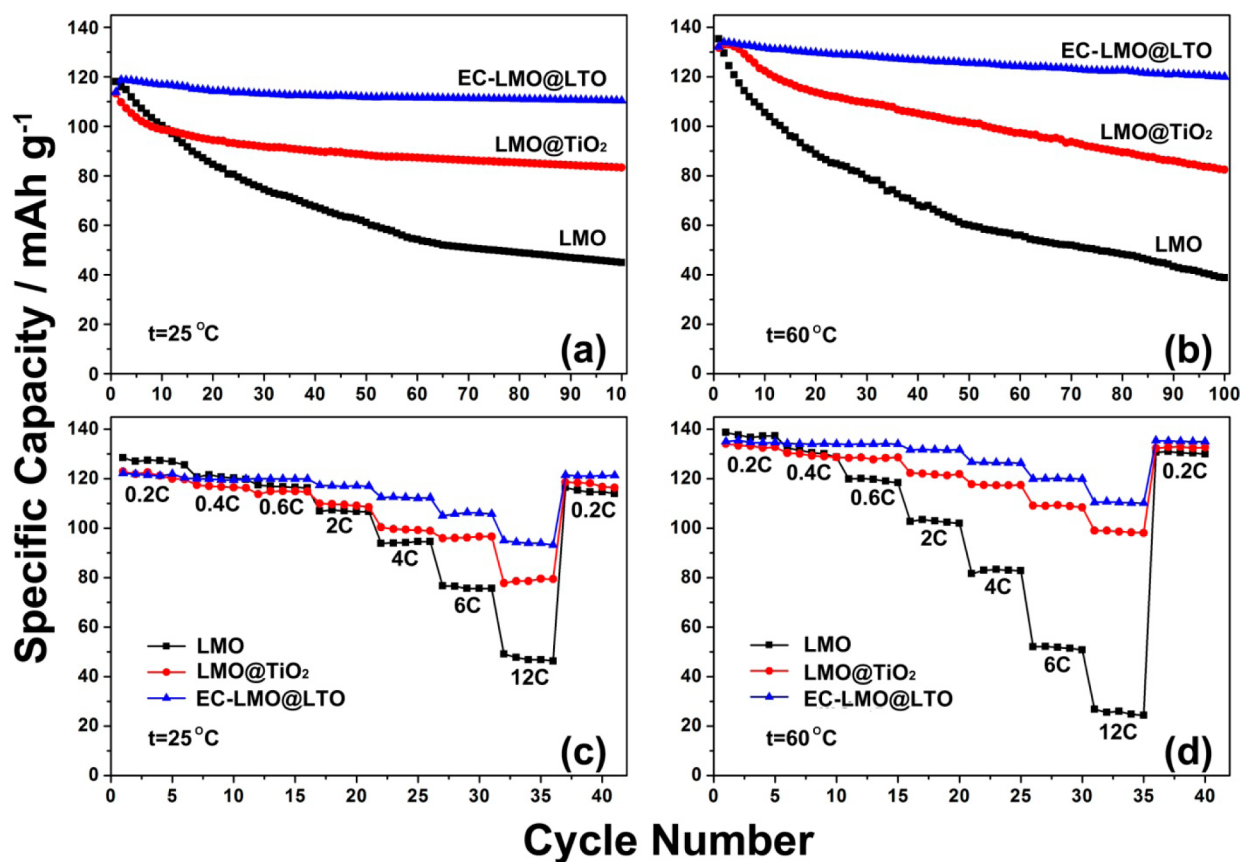 Specific Capacity / mAh g⁻¹
140
120
100
80
60
40
20
0
EC-LMO@LTO
LMO@TiO₂
LMO
t=25 °C
(a)
0 10 20 30 40 50 60 70 80 90 10
140
120
100
80
60
40
20
0
EC-LMO@LTO
LMO@TiO₂
LMO
t=60 °C
(b)
0 10 20 30 40 50 60 70 80 90 100
140
120
100
80
60
40
20
0
0.2C 0.4C 0.6C 2C 4C 6C 12C 0.2C
LMO
LMO@TiO₂
EC-LMO@LTO
t=25 °C
(c)
0 5 10 15 20 25 30 35 40
140
120
100
80
60
40
20
0
0.2C 0.4C 0.6C 2C 4C 6C 12C 0.2C
LMO
LMO@TiO₂
EC-LMO@LTO
t=60 °C
(d)
0 5 10 15 20 25 30 35 40
Cycle Number